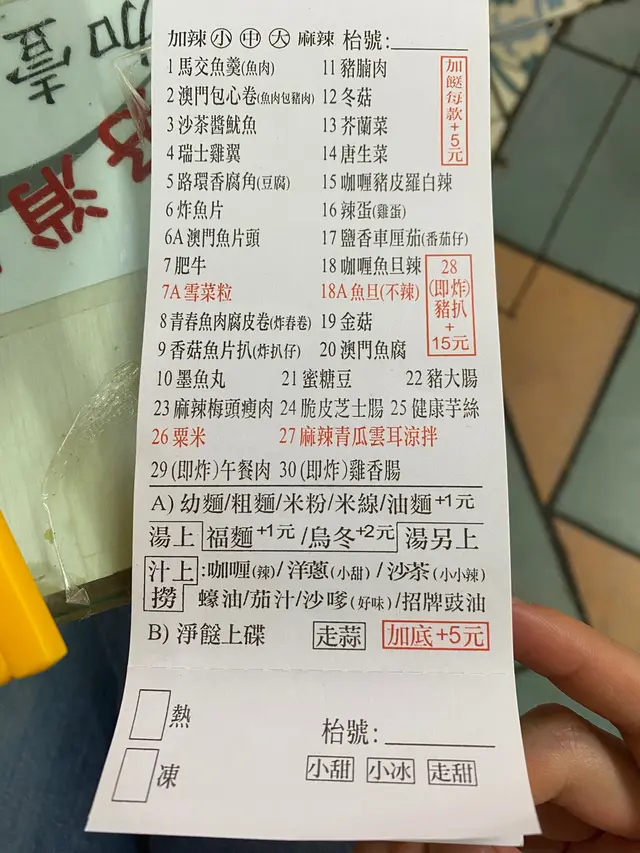 加辣 小 中 大 麻辣 枱號:
1 馬交魚羹(魚肉) 11 豬腩肉
2 澳門包心卷(魚肉包豬肉) 12 冬菇
3 沙茶醬魷魚 13 芥蘭菜
4 瑞士雞翼 14 唐生菜
5 路環香腐角(豆腐) 15 咖喱豬皮羅白辣
6 炸魚片 16 辣蛋(雞蛋)
6A 澳門魚片頭 17 鹽香車厘茄(番茄仔)
7 肥牛 18 咖喱魚旦辣
7A 雪菜粒 18A 魚旦(不辣)
8 青春魚肉腐皮卷(炸春卷) 19 金菇
9 香菇魚片扒(炸扒仔) 20 澳門魚腐
加餸每款+5元
28
(即炸)
豬扒
+
15元
10 墨魚丸 21 蜜糖豆 22 豬大腸
23 麻辣梅頭瘦肉 24 脆皮芝士腸 25 健康芋絲
26 粟米 27 麻辣青瓜雲耳涼拌
29 (即炸)午餐肉 30 (即炸)雞香腸
A) 幼麵/粗麵/米粉/米線/油麵+1元
湯上 福麵+1元 /烏冬+2元 湯另上
汁上 :咖喱(辣)/ 洋蔥(小甜) / 沙茶(小小辣)
撈 蠔油/茄汁/沙嗲(好味)/招牌豉油
B) 淨餸上碟 走蒜 加底+5元
熱 枱號:
凍 小甜 小冰 走甜